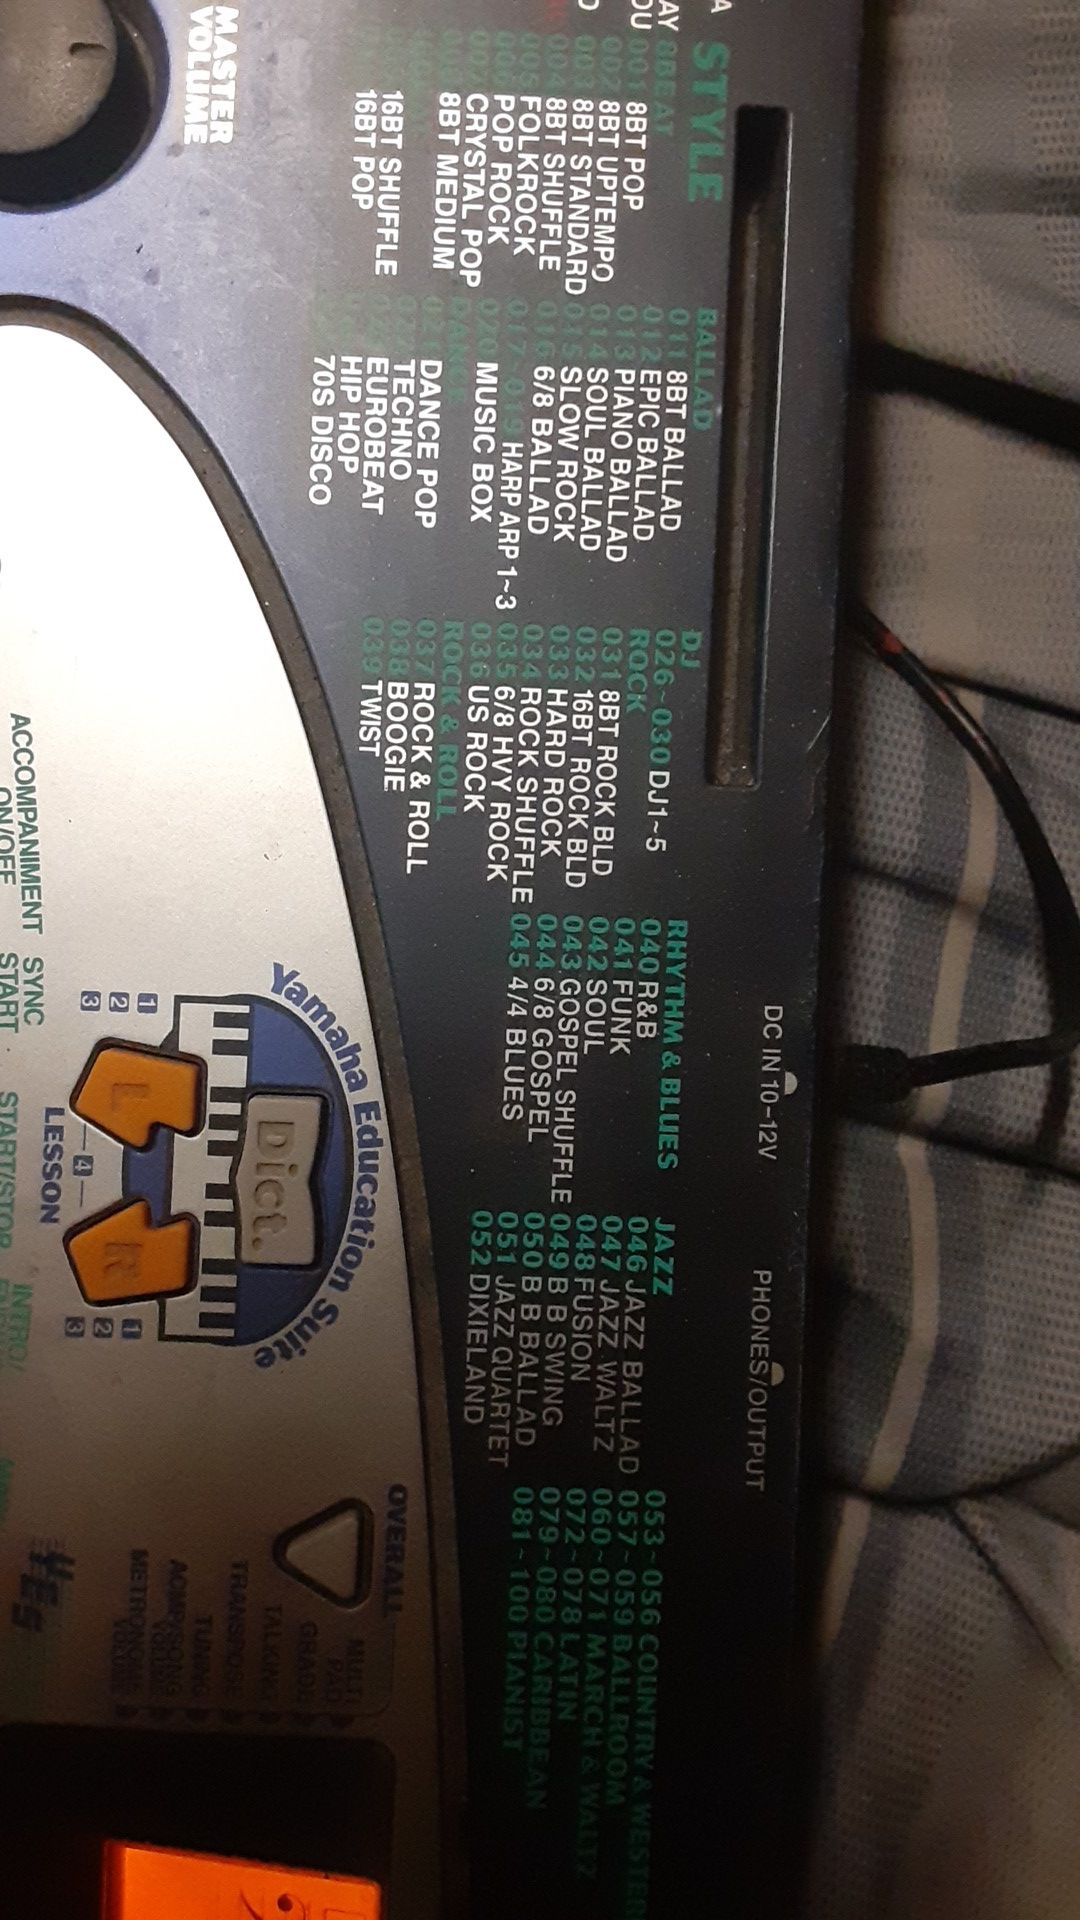 STYLE
8BEAT
001 8BT POP
002 8BT UPTEMPO
003 8BT STANDARD
004 8BT SHUFFLE
005 FOLKROCK
006 POP ROCK
007 CRYSTAL POP
8BT MEDIUM
16BT SHUFFLE
16BT POP
BALLAD
011 8BT BALLAD
012 EPIC BALLAD
013 PIANO BALLAD
014 SOUL BALLAD
015 SLOW ROCK
016 6/8 BALLAD
017~019 HARP ARP 1~3
020 MUSIC BOX
DANCE
021 DANCE POP
022 TECHNO
EUROBEAT
HIP HOP
70S DISCO
DJ
026~030 DJ1~5
ROCK
031 8BT ROCK BLD
032 16BT ROCK BLD
033 HARD ROCK
034 ROCK SHUFFLE
035 6/8 HVY ROCK
036 US ROCK
ROCK & ROLL
037 ROCK & ROLL
038 BOOGIE
039 TWIST
RHYTHM & BLUES
040 R&B
041 FUNK
042 SOUL
043 GOSPEL SHUFFLE
044 6/8 GOSPEL
045 4/4 BLUES
JAZZ
046 JAZZ BALLAD
047 JAZZ WALTZ
048 FUSION
049 B B SWING
050 B B BALLAD
051 JAZZ QUARTET
052 DIXIELAND
053~056 COUNTRY & WESTER
057~059 BALLROOM
060~071 MARCH & WALTZ
072~078 LATIN
079~080 CARIBBEAN
081~100 PIANIST
DC IN 10-12V
PHONES/OUTPUT
MASTER
VOLUME
Yamaha Education Suite
Dict.
1
2
3
L
4
R
1
2
3
LESSON
ACCOMPANIMENT
ON/OFF
SYNC
START
START/STOP
INTRO/
OVERALL
MULTI
PAD
GRADE
TALKING
TRANSPOSE
TUNING
METRONOME
VOLUME
YES